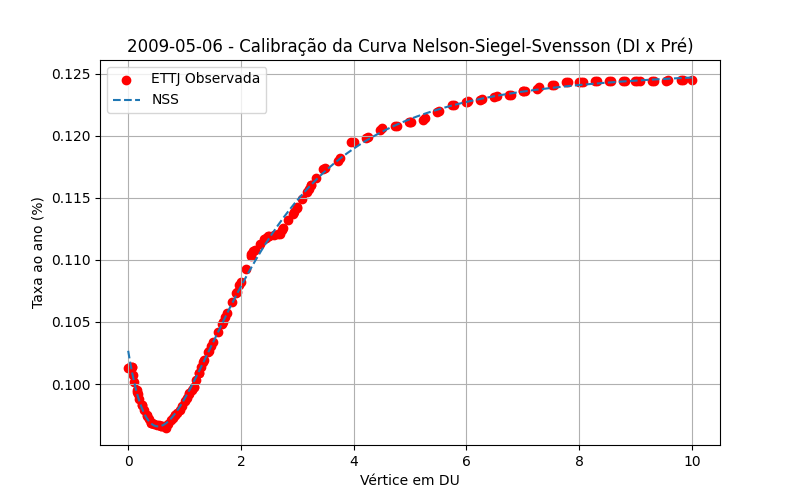 2009-05-06 - Calibração da Curva Nelson-Siegel-Svensson (DI x Pré)
ETTJ Observada
NSS
Taxa ao ano (%)
0.125
0.120
0.115
0.110
0.105
0.100
0 2 4 6 8 10
Vértice em DU